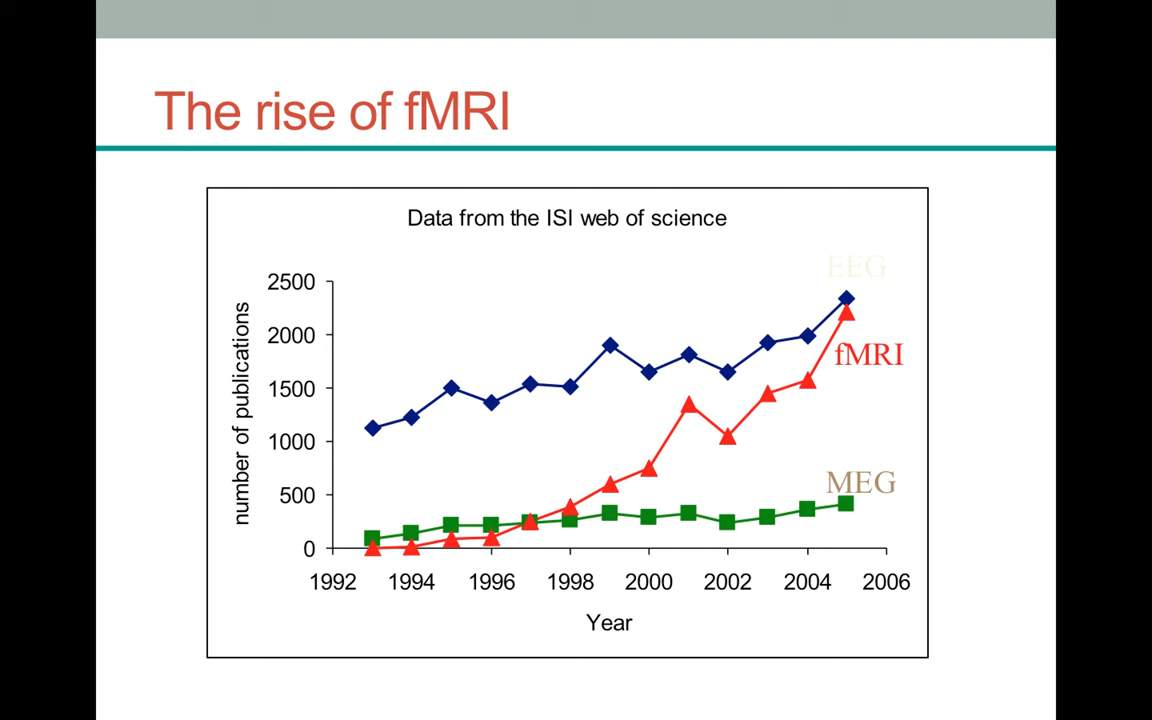 The rise of fMRI
Data from the ISI web of science
EEG
fMRI
MEG
number of publications
2500
2000
1500
1000
500
0
1992 1994 1996 1998 2000 2002 2004 2006
Year